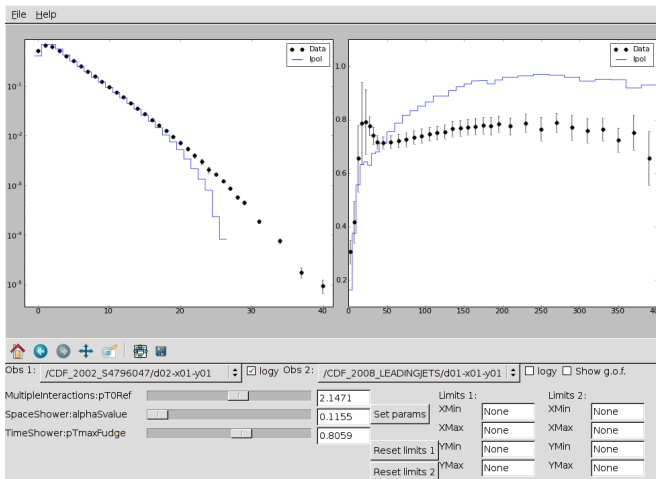 File Help
Data
Ipol
10⁻¹
10⁻²
10⁻³
10⁻⁴
10⁻⁵
0 10 20 30 40
Data
Ipol
1.0
0.8
0.6
0.4
0.2
0 50 100 150 200 250 300 350 40
Obs 1: /CDF_2002_S4796047/d02-x01-y01 logy Obs 2: /CDF_2008_LEADINGJETS/d01-x01-y01 logy Show g.o.f.
MultipleInteractions:pT0Ref 2.1471
SpaceShower:alphaSvalue 0.1155
TimeShower:pTmaxFudge 0.8059
Set params
Reset limits 1
Reset limits 2
Limits 1:
XMin None
XMax None
YMin None
YMax None
Limits 2:
XMin None
XMax None
YMin None
YMax None